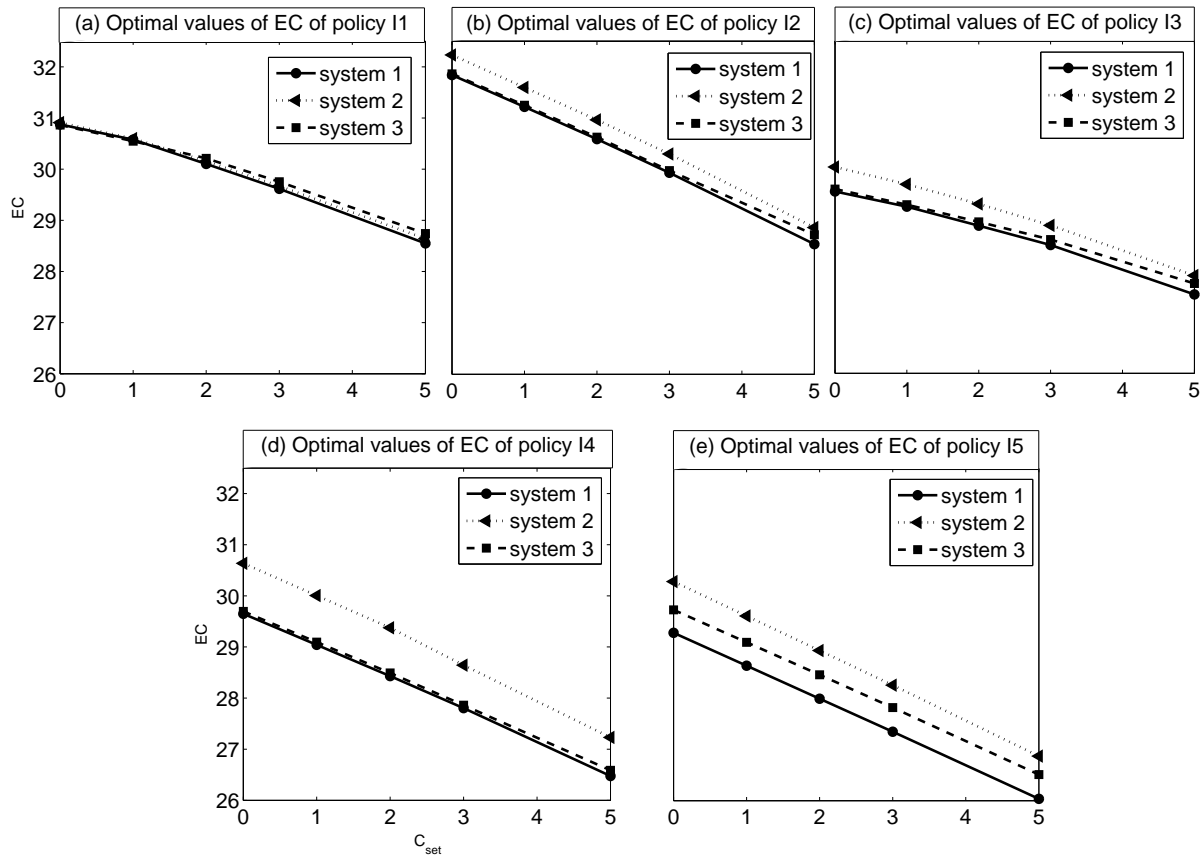 (a) Optimal values of EC of policy I1
(b) Optimal values of EC of policy I2
(c) Optimal values of EC of policy I3
system 1
system 2
system 3
system 1
system 2
system 3
system 1
system 2
system 3
32
31
30
29
28
27
26
EC
0 1 2 3 4 5
0 1 2 3 4 5
0 1 2 3 4 5
(d) Optimal values of EC of policy I4
(e) Optimal values of EC of policy I5
system 1
system 2
system 3
system 1
system 2
system 3
32
31
30
29
28
27
26
EC
0 1 2 3 4 5
0 1 2 3 4 5
C_set